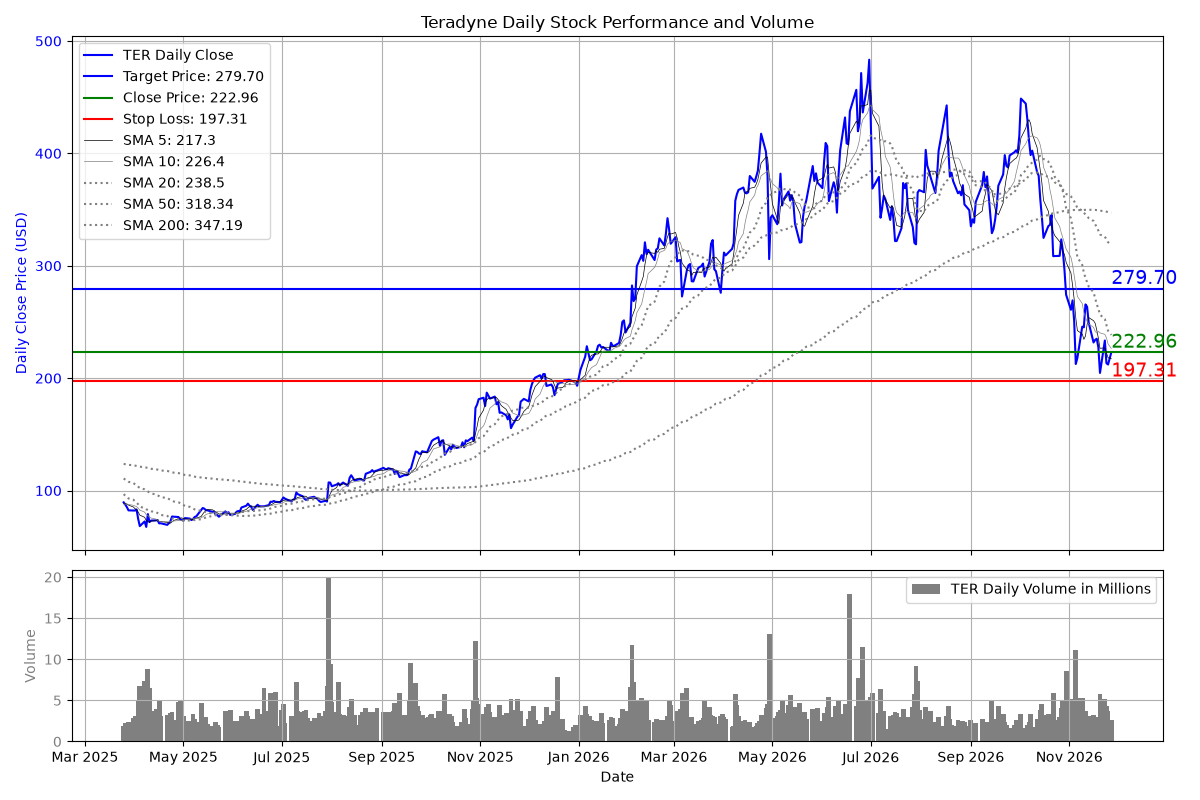 Teradyne Daily Stock Performance and Volume
Daily Close Price (USD)
500
400
300
200
100
TER Daily Close
Target Price: 279.70
Close Price: 222.96
Stop Loss: 197.31
SMA 5: 217.3
SMA 10: 226.4
SMA 20: 238.5
SMA 50: 318.34
SMA 200: 347.19
279.70
222.96
197.31
Volume
20
15
10
5
0
TER Daily Volume in Millions
Mar 2025
May 2025
Jul 2025
Sep 2025
Nov 2025
Jan 2026
Mar 2026
May 2026
Jul 2026
Sep 2026
Nov 2026
Date